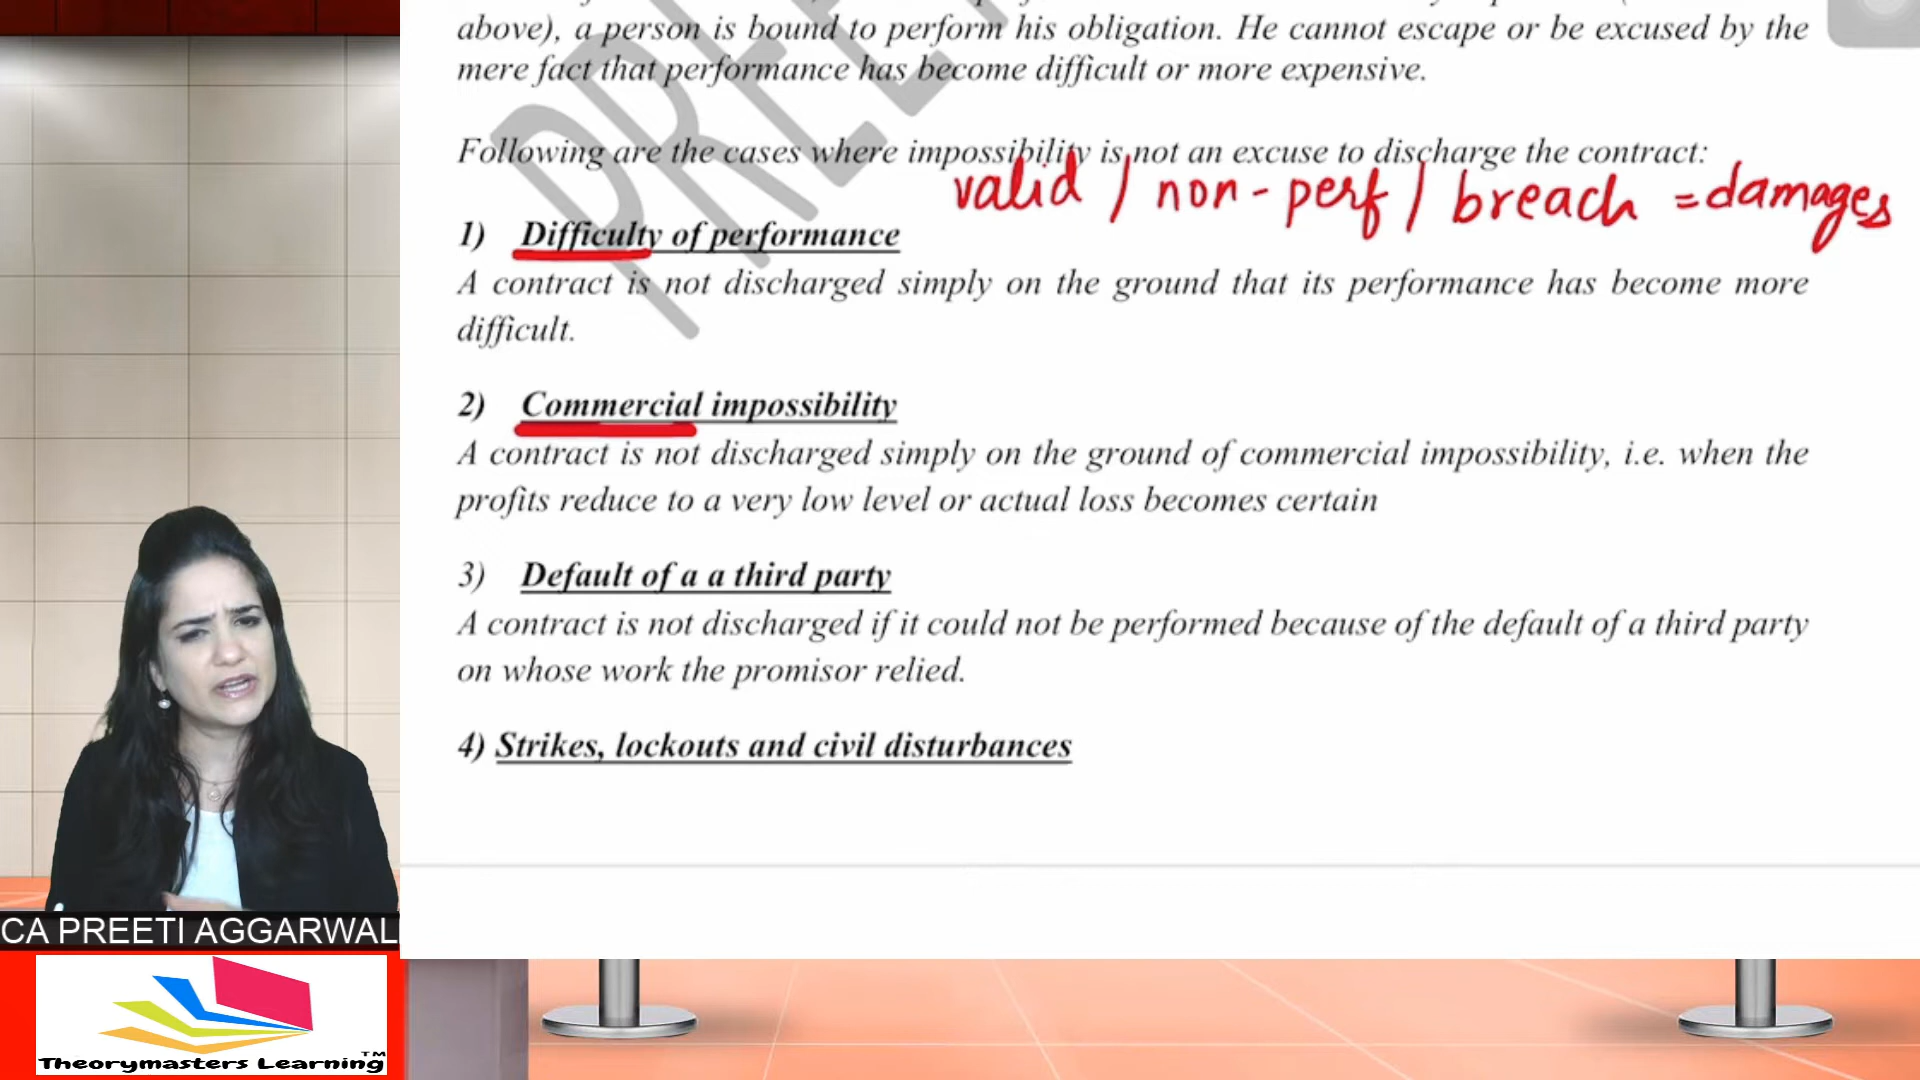 above), a person is bound to perform his obligation. He cannot escape or be excused by the
mere fact that performance has become difficult or more expensive.
Following are the cases where impossibility is not an excuse to discharge the contract:
valid / non-perf / breach = damages
1) Difficulty of performance
A contract is not discharged simply on the ground that its performance has become more
difficult.
2) Commercial impossibility
A contract is not discharged simply on the ground of commercial impossibility, i.e. when the
profits reduce to a very low level or actual loss becomes certain
3) Default of a a third party
A contract is not discharged if it could not be performed because of the default of a third party
on whose work the promisor relied.
4) Strikes, lockouts and civil disturbances
CA PREETI AGGARWAL
Theorymasters Learning™